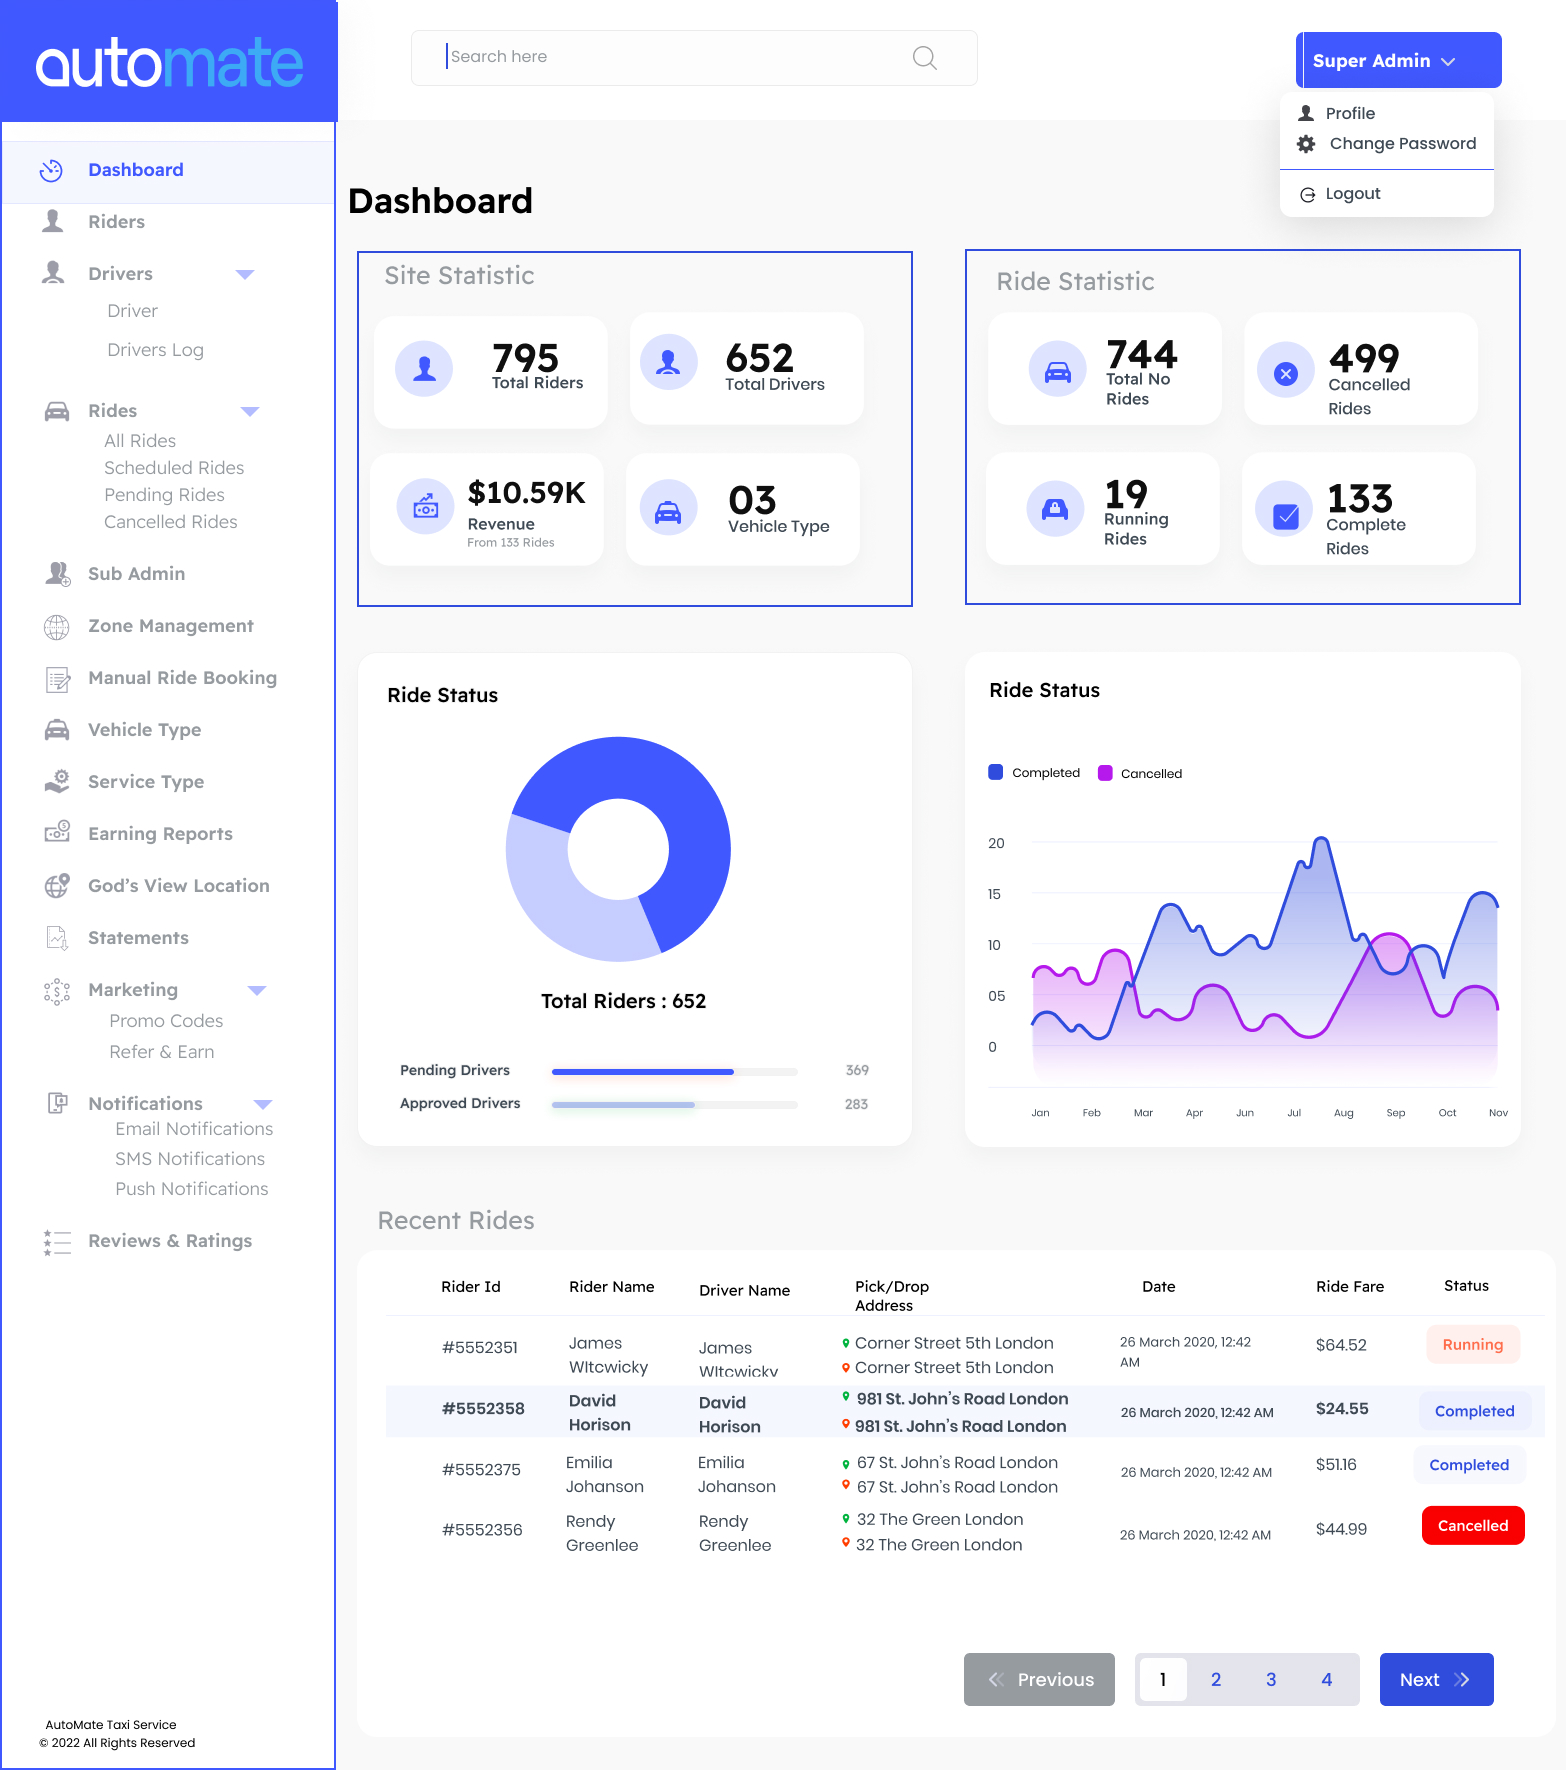 automate
Search here
Super Admin
Profile
Change Password
Logout
Dashboard
Riders
Drivers
Driver
Drivers Log
Rides
All Rides
Scheduled Rides
Pending Rides
Cancelled Rides
Sub Admin
Zone Management
Manual Ride Booking
Vehicle Type
Service Type
Earning Reports
God's View Location
Statements
Marketing
Promo Codes
Refer & Earn
Notifications
Email Notifications
SMS Notifications
Push Notifications
Reviews & Ratings
AutoMate Taxi Service
© 2022 All Rights Reserved
Dashboard
Site Statistic
795
Total Riders
652
Total Drivers
$10.59K
Revenue
From 133 Rides
03
Vehicle Type
Ride Statistic
744
Total No
Rides
499
Cancelled
Rides
19
Running
Rides
133
Complete
Rides
Ride Status
Total Riders : 652
Pending Drivers 369
Approved Drivers 283
Ride Status
Completed Cancelled
20
15
10
05
0
Jan Feb Mar Apr Jun Jul Aug Sep Oct Nov
Recent Rides
Rider Id Rider Name Driver Name Pick/Drop Date Ride Fare Status
Address
#5552351 James James Corner Street 5th London 26 March 2020, 12:42 $64.52 Running
WItcwicky WItcwicky Corner Street 5th London AM
#5552358 David David 981 St. John's Road London 26 March 2020, 12:42 AM $24.55 Completed
Horison Horison 981 St. John's Road London
#5552375 Emilia Emilia 67 St. John's Road London 26 March 2020, 12:42 AM $51.16 Completed
Johanson Johanson 67 St. John's Road London
#5552356 Rendy Rendy 32 The Green London 26 March 2020, 12:42 AM $44.99 Cancelled
Greenlee Greenlee 32 The Green London
Previous 1 2 3 4 Next